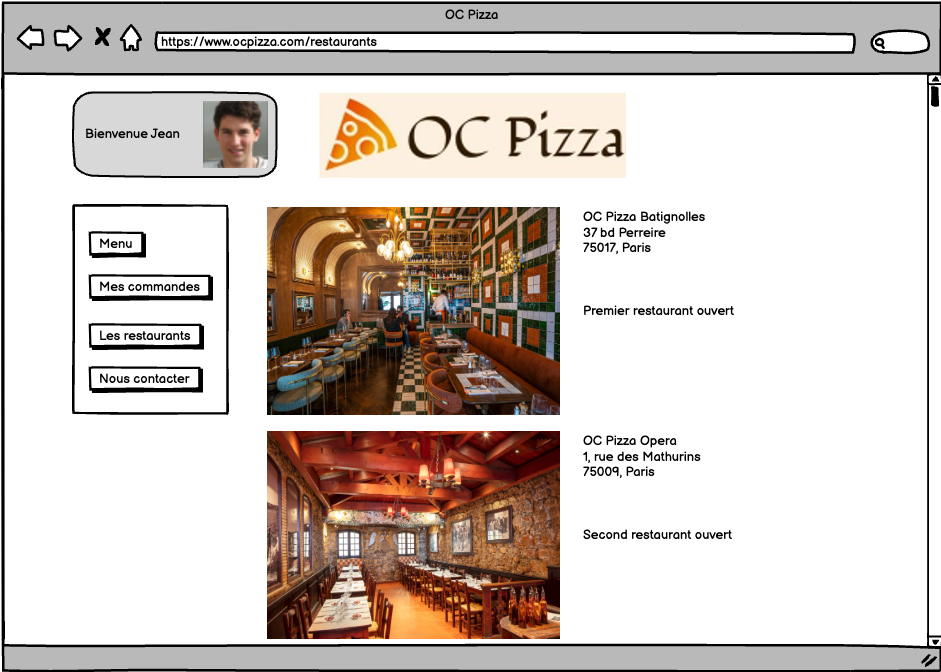 OC Pizza
https://www.ocpizza.com/restaurants
Bienvenue Jean
OC Pizza
Menu
Mes commandes
Les restaurants
Nous contacter
OC Pizza Batignolles
37 bd Perreire
75017, Paris
Premier restaurant ouvert
OC Pizza Opera
1, rue des Mathurins
75009, Paris
Second restaurant ouvert